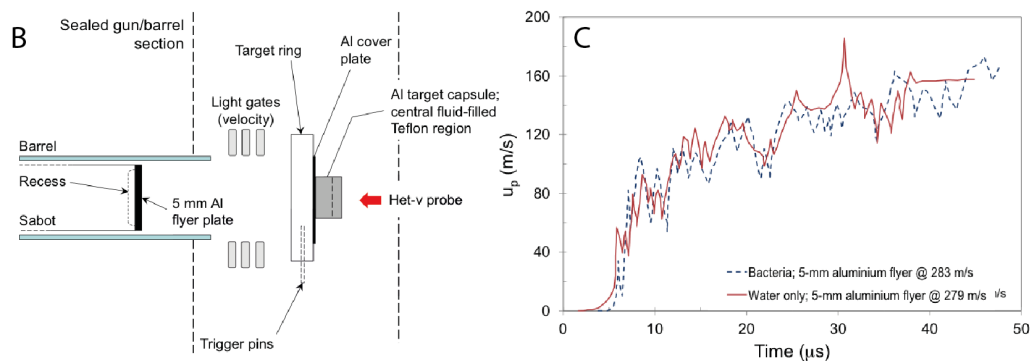 B
Sealed gun/barrel
section
Target ring
Al cover
plate
Al target capsule;
central fluid-filled
Teflon region
Light gates
(velocity)
Barrel
Recess
5 mm Al
flyer plate
Sabot
Het-v probe
Trigger pins
C
200
160
120
80
40
0
up (m/s)
Bacteria; 5-mm aluminium flyer @ 283 m/s
Water only; 5-mm aluminium flyer @ 279 m/s ı/s
0 10 20 30 40 50
Time (µs)